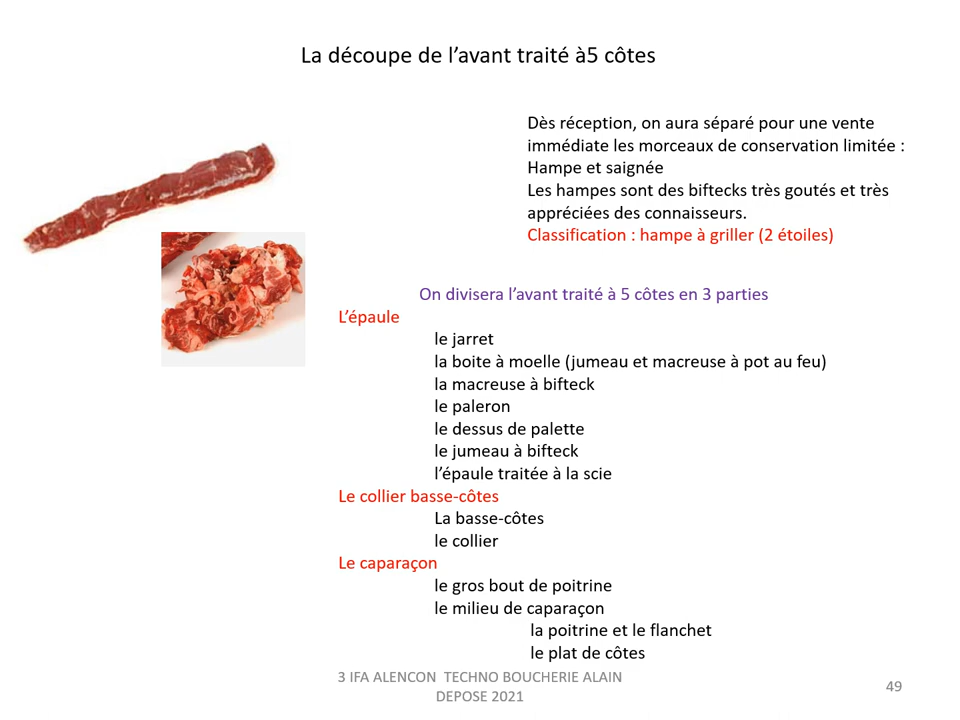 La découpe de l’avant traité à5 côtes
Dès réception, on aura séparé pour une vente
immédiate les morceaux de conservation limitée :
Hampe et saignée
Les hampes sont des biftecks très goutés et très
appréciées des connaisseurs.
Classification : hampe à griller (2 étoiles)
On divisera l’avant traité à 5 côtes en 3 parties
L’épaule
le jarret
la boite à moelle (jumeau et macreuse à pot au feu)
la macreuse à bifteck
le paleron
le dessus de palette
le jumeau à bifteck
l’épaule traitée à la scie
Le collier basse-côtes
La basse-côtes
le collier
Le caparaçon
le gros bout de poitrine
le milieu de caparaçon
la poitrine et le flanchet
le plat de côtes
3 IFA ALENCON TECHNO BOUCHERIE ALAIN
DEPOSE 2021
49